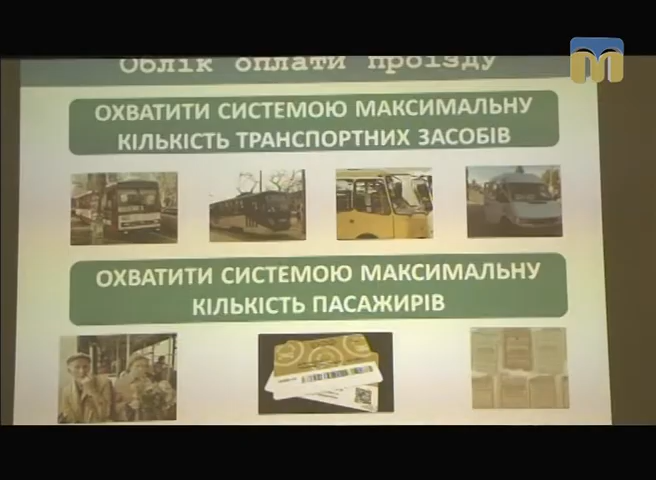 Облік оплати проїзду
ОХВАТИТИ СИСТЕМОЮ МАКСИМАЛЬНУ
КІЛЬКІСТЬ ТРАНСПОРТНИХ ЗАСОБІВ
ОХВАТИТИ СИСТЕМОЮ МАКСИМАЛЬНУ
КІЛЬКІСТЬ ПАСАЖИРІВ